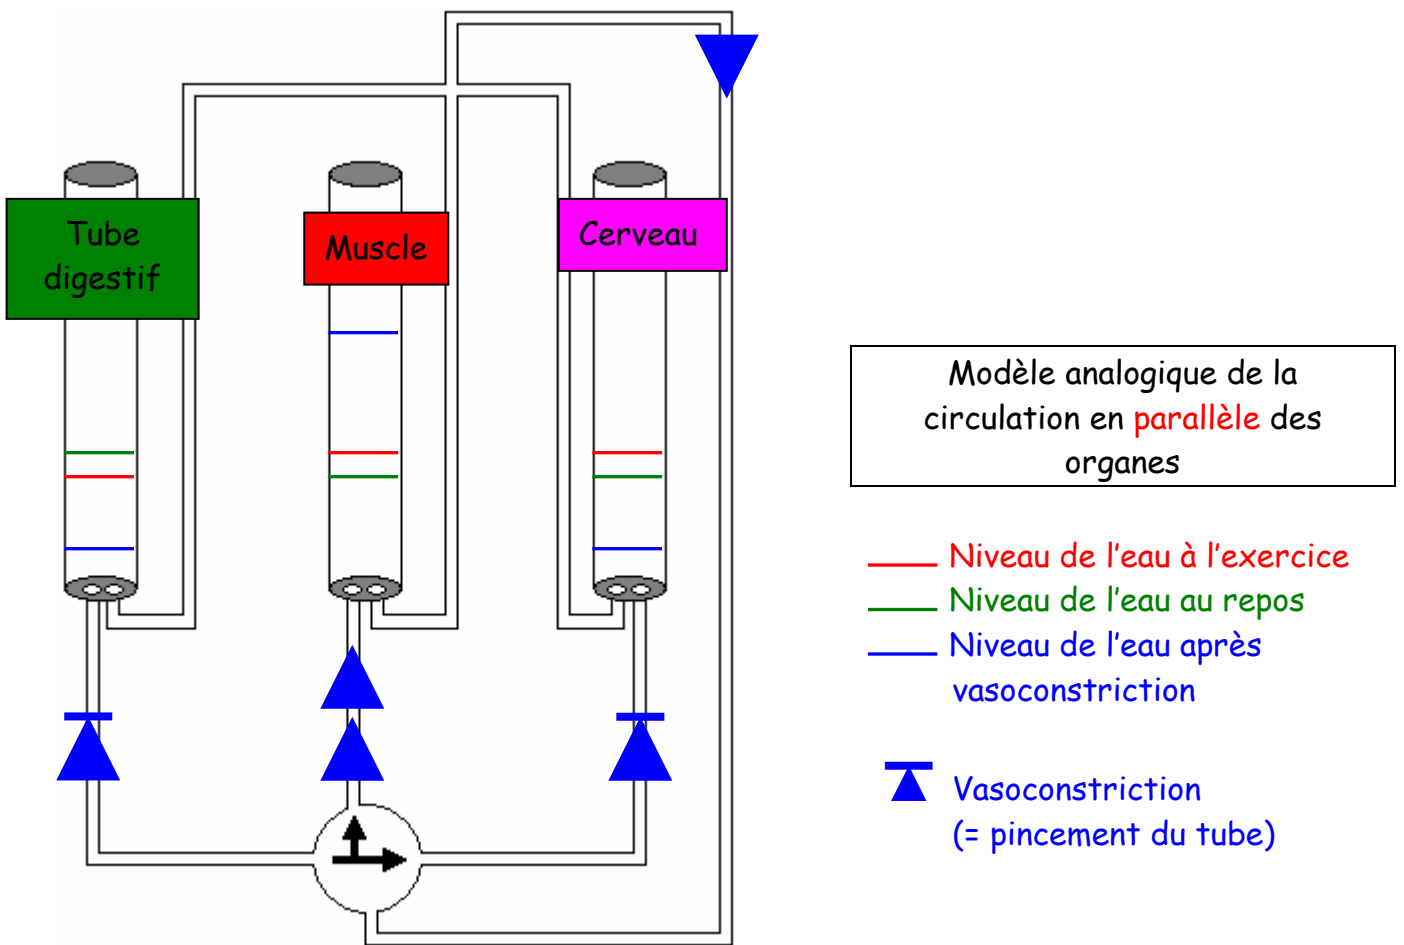 Tube
digestif
Muscle
Cerveau
Modèle analogique de la
circulation en parallèle des
organes
Niveau de l’eau à l’exercice
Niveau de l’eau au repos
Niveau de l’eau après
vasoconstriction
Vasoconstriction
(= pincement du tube)